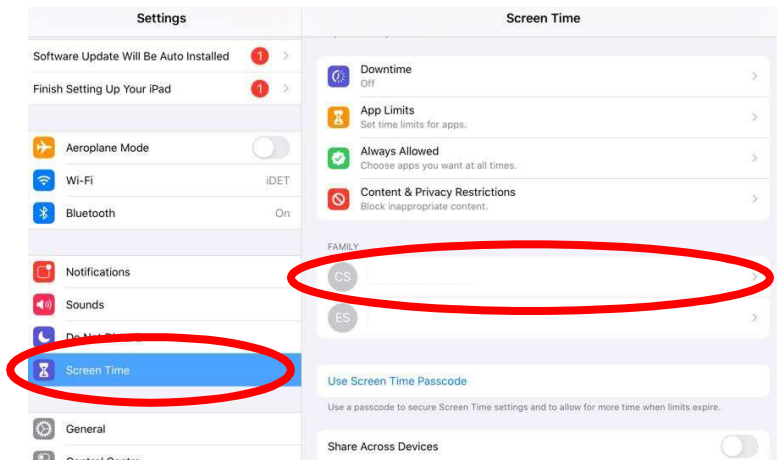 Settings
Software Update Will Be Auto Installed 1
Finish Setting Up Your iPad 1
Aeroplane Mode
Wi-Fi iDET
Bluetooth On
Notifications
Sounds
Screen Time
General
Screen Time
Downtime
Off
App Limits
Set time limits for apps.
Always Allowed
Choose apps you want at all times.
Content & Privacy Restrictions
Block inappropriate content.
FAMILY
CS
ES
Use Screen Time Passcode
Use a passcode to secure Screen Time settings and to allow for more time when limits expire.
Share Across Devices